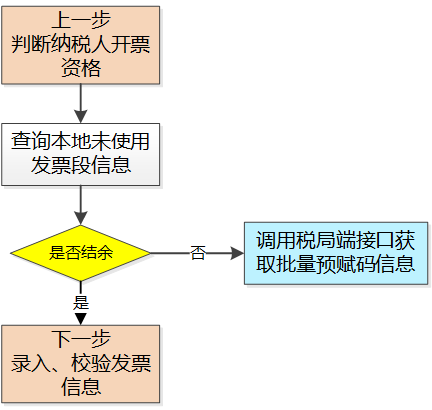 上一步
判断纳税人开票
资格
查询本地未使用
发票段信息
是否结余
否
调用税局端接口获
取批量预赋码信息
是
下一步
录入、校验发票
信息